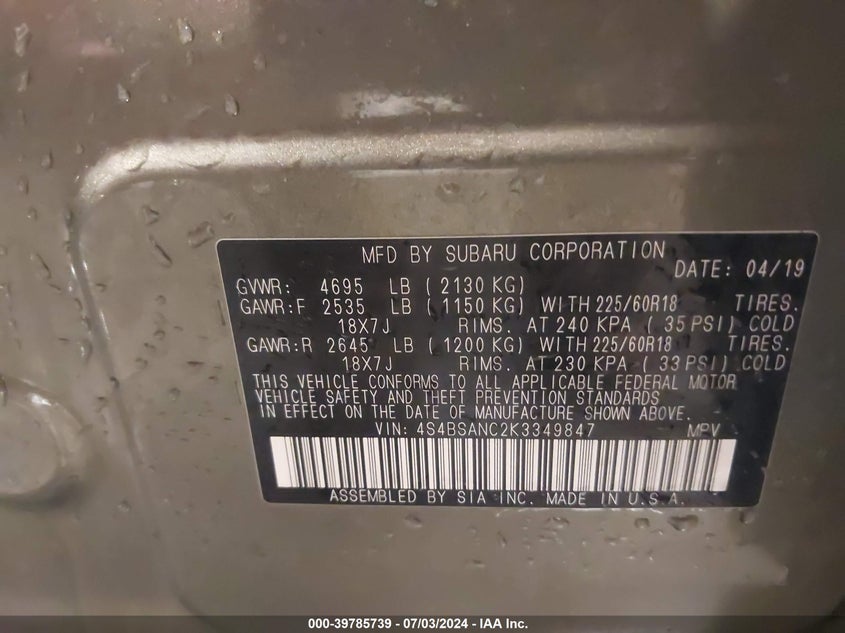 MFD BY SUBARU CORPORATION
DATE: 04/19
GVWR: 4695 LB ( 2130 KG)
GAWR:F 2535 LB ( 1150 KG) WITH 225/60R18 TIRES.
18X7J RIMS. AT 240 KPA ( 35 PSI) COLD
GAWR:R 2645 LB ( 1200 KG) WITH 225/60R18 TIRES.
18X7J RIMS. AT 230 KPA ( 33 PSI) COLD
THIS VEHICLE CONFORMS TO ALL APPLICABLE FEDERAL MOTOR
VEHICLE SAFETY AND THEFT PREVENTION STANDARDS
IN EFFECT ON THE DATE OF MANUFACTURE SHOWN ABOVE.
VIN: 4S4BSANC2K3349847 MPV
ASSEMBLED BY SIA INC. MADE IN U.S.A.
000-39785739 - 07/03/2024 - IAA Inc.